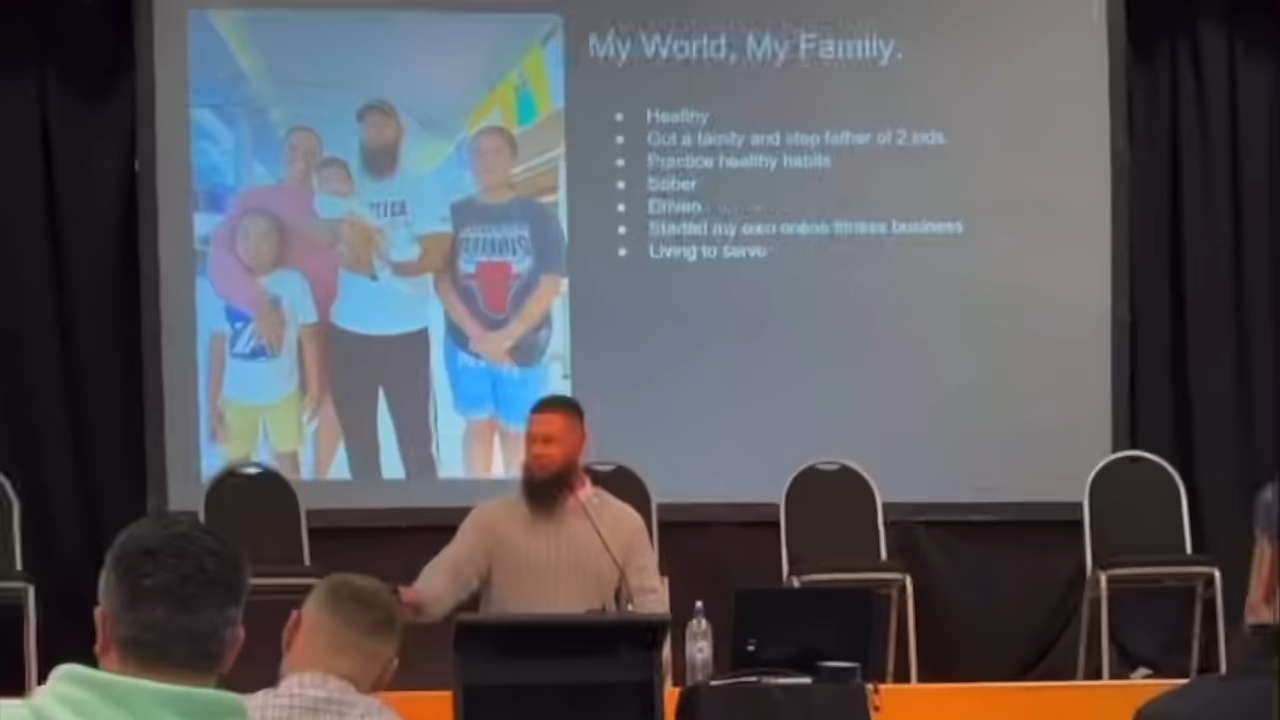 My World, My Family.
Healthy
Got a family and step father of 2 kids.
Practice healthy habits
Sober
Driven
Started my own online fitness business
Living to serve